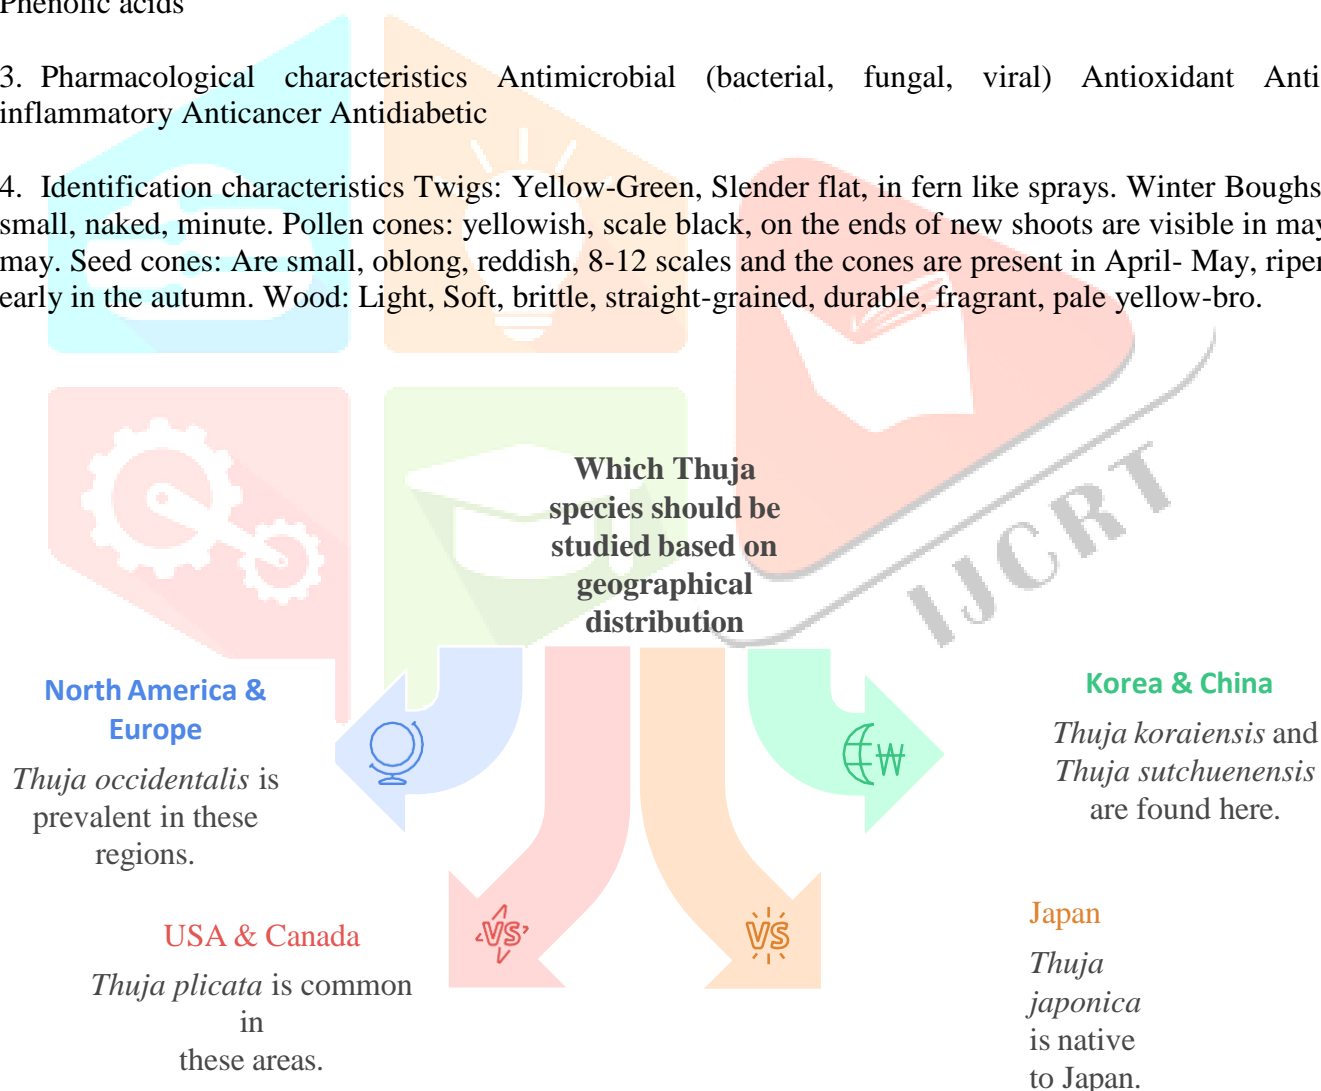 Phenolic acids
3. Pharmacological characteristics Antimicrobial (bacterial, fungal, viral) Antioxidant Anti
inflammatory Anticancer Antidiabetic
4. Identification characteristics Twigs: Yellow-Green, Slender flat, in fern like sprays. Winter Boughs
small, naked, minute. Pollen cones: yellowish, scale black, on the ends of new shoots are visible in may
may. Seed cones: Are small, oblong, reddish, 8-12 scales and the cones are present in April- May, ripen
early in the autumn. Wood: Light, Soft, brittle, straight-grained, durable, fragrant, pale yellow-bro.
Which Thuja
species should be
studied based on
geographical
distribution
IJCRT
North America &
Europe
Thuja occidentalis is
prevalent in these
regions.
Korea & China
Thuja koraiensis and
Thuja sutchuenensis
are found here.
USA & Canada
Thuja plicata is common
in
these areas.
VS
VS
Japan
Thuja
japonica
is native
to Japan.